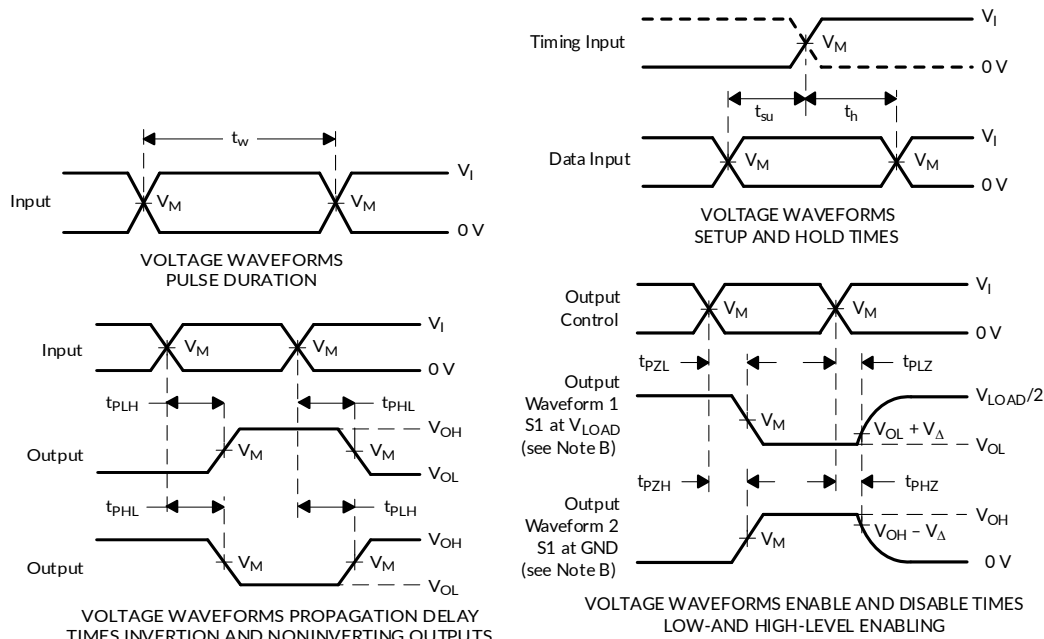 t_w
V_I
Input
V_M
V_M
0 V
VOLTAGE WAVEFORMS
PULSE DURATION
V_I
Timing Input
V_M
0 V
t_su
t_h
V_I
Data Input
V_M
V_M
0 V
VOLTAGE WAVEFORMS
SETUP AND HOLD TIMES
V_I
Input
V_M
V_M
0 V
t_PLH
t_PHL
V_OH
Output
V_M
V_M
V_OL
t_PHL
t_PLH
V_OH
Output
V_M
V_M
V_OL
VOLTAGE WAVEFORMS PROPAGATION DELAY
TIMES INVERTION AND NONINVERTING OUTPUTS
V_I
Output
Control
V_M
V_M
0 V
t_PZL
t_PLZ
Output
Waveform 1
S1 at V_LOAD
(see Note B)
V_LOAD/2
V_M
V_OL + V_Δ
V_OL
t_PZH
t_PHZ
Output
Waveform 2
S1 at GND
(see Note B)
V_OH
V_M
V_OH – V_Δ
0 V
VOLTAGE WAVEFORMS ENABLE AND DISABLE TIMES
LOW-AND HIGH-LEVEL ENABLING